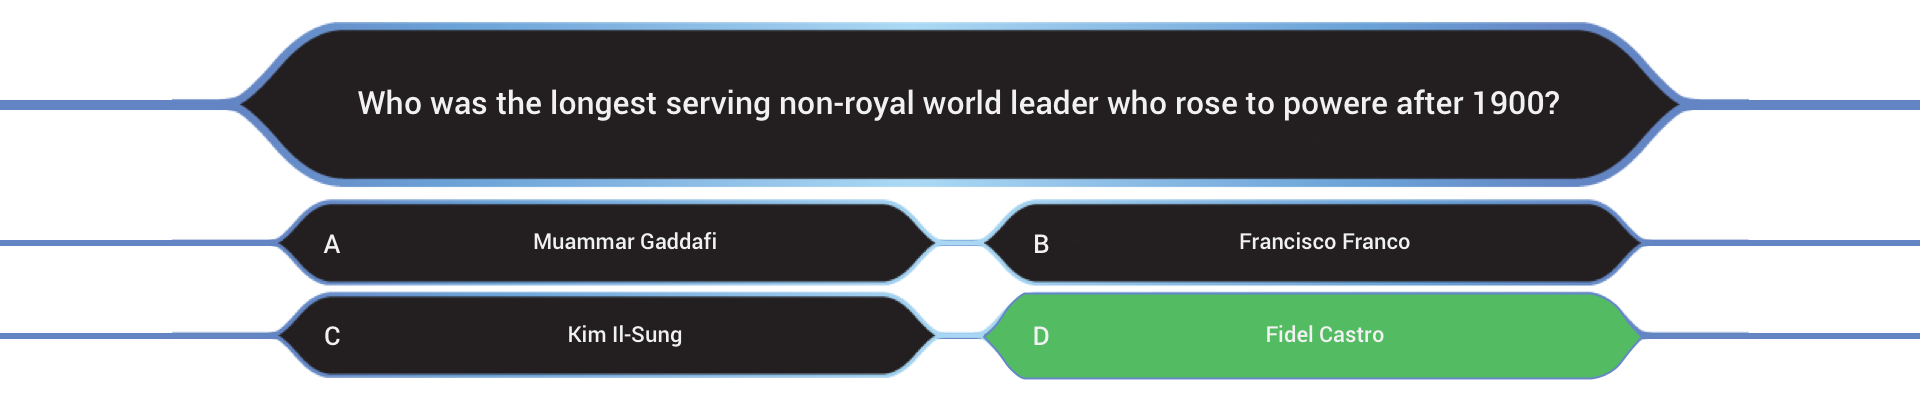 Who was the longest serving non-royal world leader who rose to powere after 1900?
A Muammar Gaddafi
B Francisco Franco
C Kim Il-Sung
D Fidel Castro